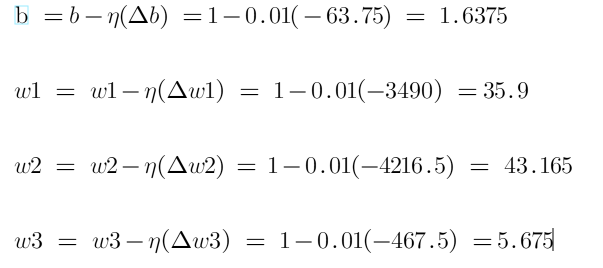 b = b − η(Δb) = 1 − 0.01( − 63.75) = 1.6375
w1 = w1 − η(Δw1) = 1 − 0.01(−3490) = 35.9
w2 = w2 − η(Δw2) = 1 − 0.01(−4216.5) = 43.165
w3 = w3 − η(Δw3) = 1 − 0.01(−467.5) = 5.675